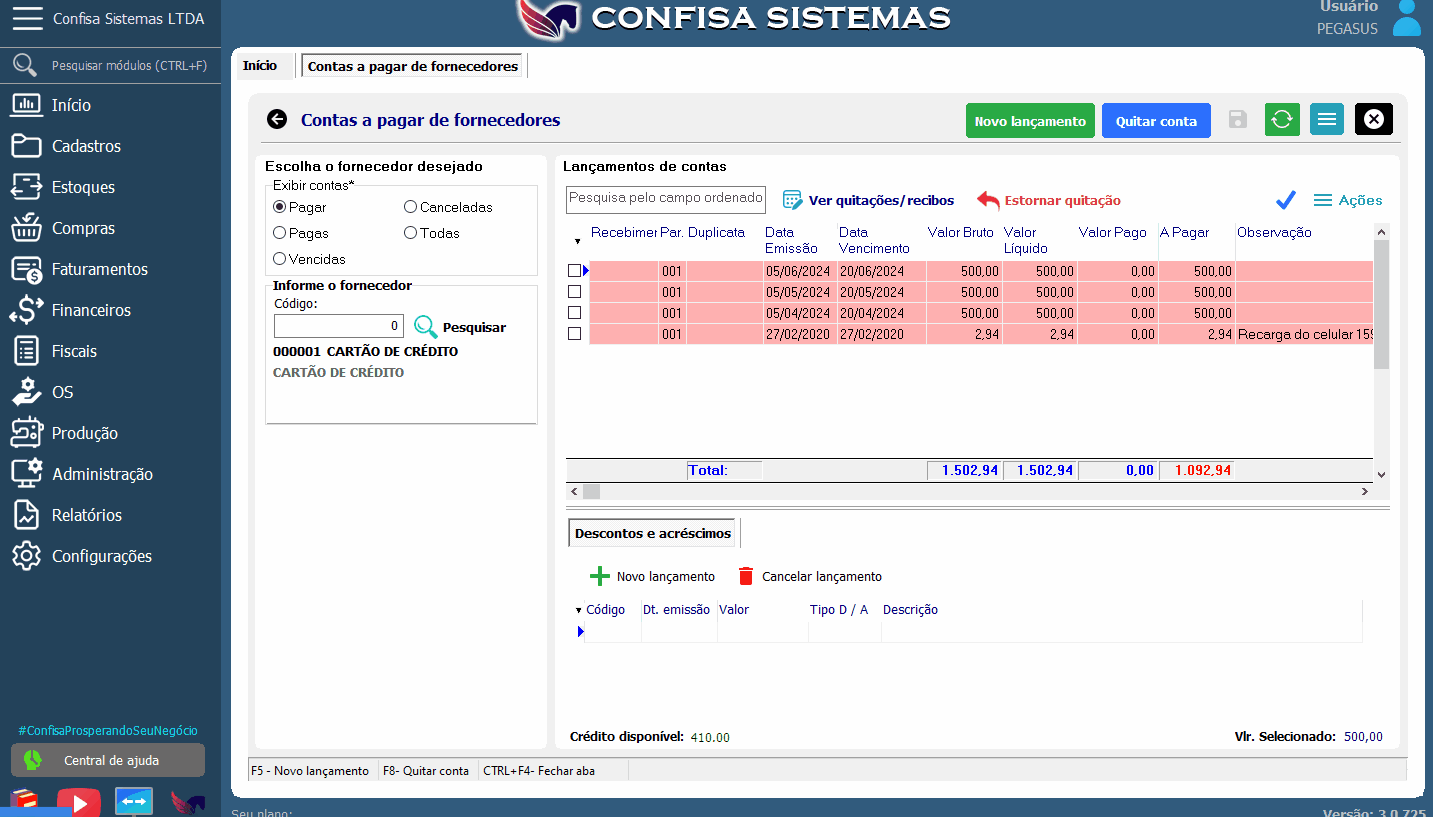 Confisa Sistemas LTDA
CONFISA SISTEMAS
Usuário
PEGASUS
Pesquisar módulos (CTRL+F)
Início
Cadastros
Estoques
Compras
Faturamentos
Financeiros
Fiscais
OS
Produção
Administração
Relatórios
Configurações
#ConfisaProsperandoSeuNegócio
Central de ajuda
Início
Contas a pagar de fornecedores
Contas a pagar de fornecedores
Novo lançamento
Quitar conta
Escolha o fornecedor desejado
Exibir contas*
Pagar
Canceladas
Pagas
Todas
Vencidas
Informe o fornecedor
Código:
0
Pesquisar
000001 CARTÃO DE CRÉDITO
CARTÃO DE CRÉDITO
Lançamentos de contas
Pesquisa pelo campo ordenado
Ver quitações/recibos
Estornar quitação
Ações
Recebimer Par. Duplicata Data Emissão Data Vencimento Valor Bruto Valor Líquido Valor Pago A Pagar Observação
001 05/06/2024 20/06/2024 500,00 500,00 0,00 500,00
001 05/05/2024 20/05/2024 500,00 500,00 0,00 500,00
001 05/04/2024 20/04/2024 500,00 500,00 0,00 500,00
001 27/02/2020 27/02/2020 2,94 2,94 0,00 2,94 Recarga do celular 159
Total: 1.502,94 1.502,94 0,00 1.092,94
Descontos e acréscimos
Novo lançamento
Cancelar lançamento
Código Dt. emissão Valor Tipo D / A Descrição
Crédito disponível: 410.00
Vlr. Selecionado: 500,00
F5 - Novo lançamento F8- Quitar conta CTRL+F4- Fechar aba
Seu plano:
Versão: 3.0.725